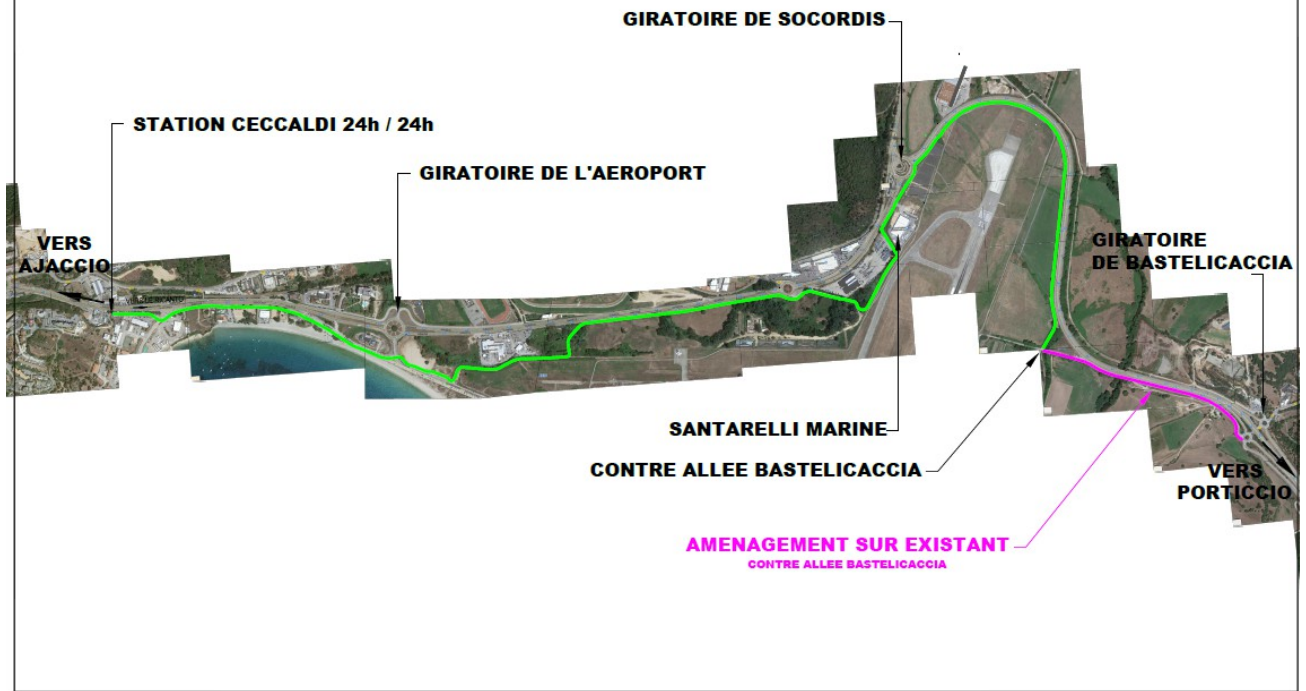 GIRATOIRE DE SOCORDIS
STATION CECCALDI 24h / 24h
GIRATOIRE DE L'AEROPORT
VERS
AJACCIO
GIRATOIRE
DE BASTELICACCIA
SANTARELLI MARINE
CONTRE ALLEE BASTELICACCIA
VERS
PORTICCIO
AMENAGEMENT SUR EXISTANT
CONTRE ALLEE BASTELICACCIA